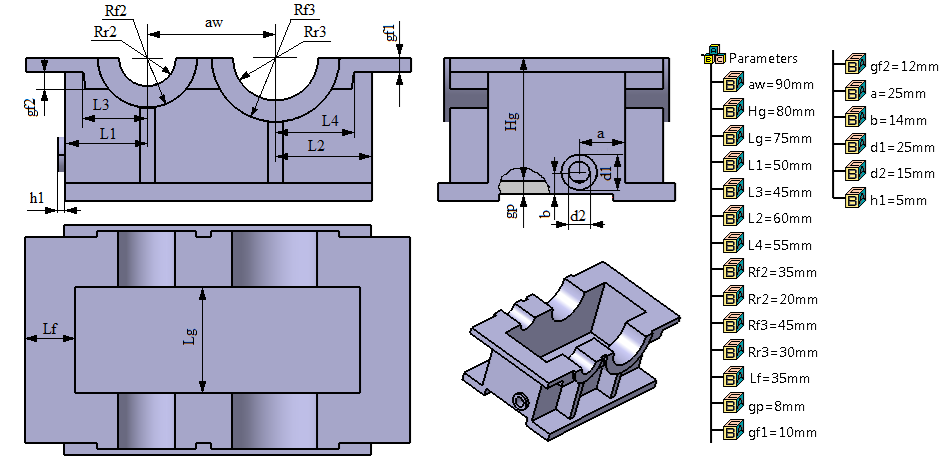 Rf2
Rr2
aw
Rf3
Rr3
gf1
gf2
L3
L1
L4
L2
h1
Hg
a
d1
gp
b
d2
Lf
Lg
Parameters
aw=90mm
Hg=80mm
Lg=75mm
L1=50mm
L3=45mm
L2=60mm
L4=55mm
Rf2=35mm
Rr2=20mm
Rf3=45mm
Rr3=30mm
Lf=35mm
gp=8mm
gf1=10mm
gf2=12mm
a=25mm
b=14mm
d1=25mm
d2=15mm
h1=5mm